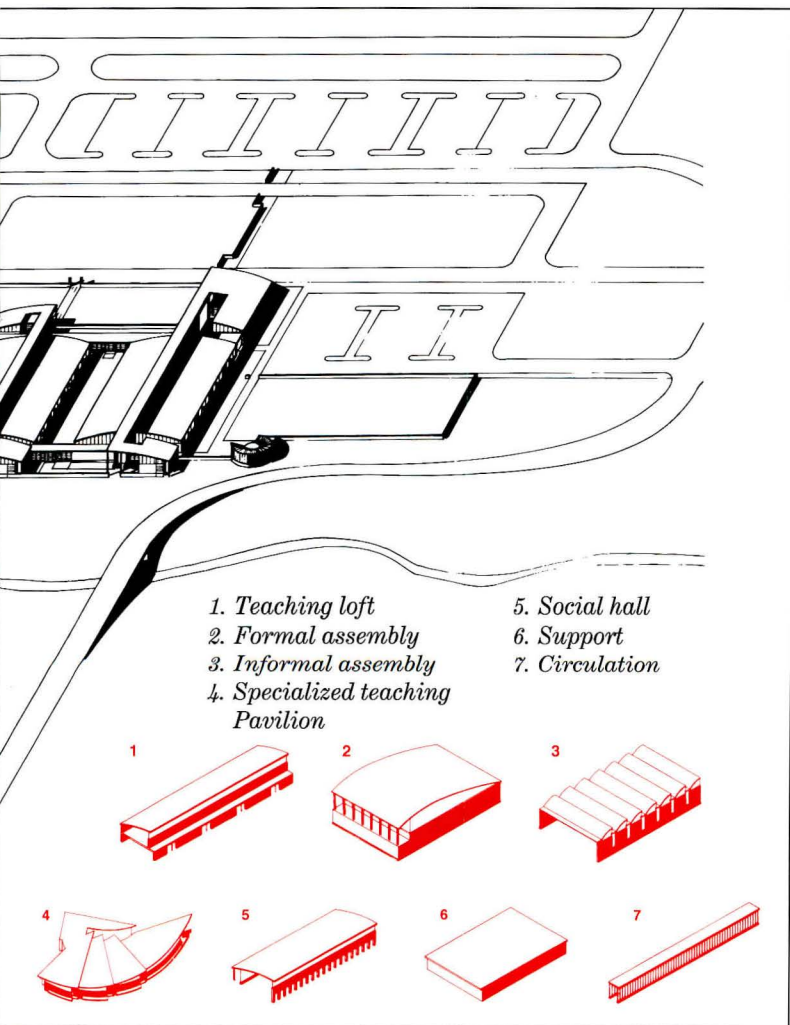 1. Teaching loft
2. Formal assembly
3. Informal assembly
4. Specialized teaching
Pavilion
5. Social hall
6. Support
7. Circulation
1
2
3
4
5
6
7